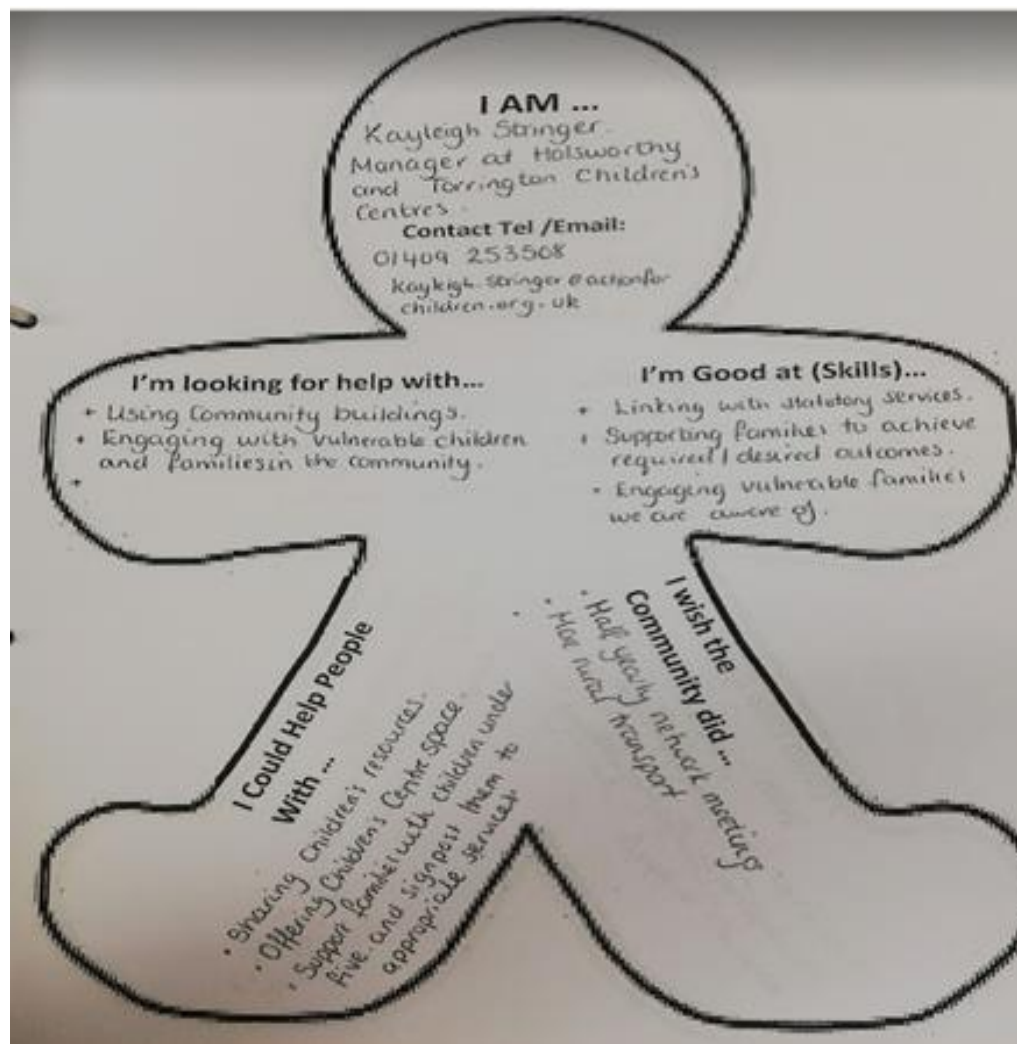 I AM ...
Kayleigh Stringer.
Manager at Holsworthy
and Torrington Children's
Centres.
Contact Tel /Email:
01409 253508
kayleigh.stringer@actionfor
children.org.uk
I'm looking for help with...
+ Using Community buildings.
+ Engaging with vulnerable children
and families in the community.
+
I'm Good at (Skills)...
+ Linking with statutory services.
+ Supporting families to achieve
required/desired outcomes.
• Engaging vulnerable families
we are aware of.
I Could Help People
With ...
• Sharing Children's resources.
• Offering Children's Centre space.
• Support families with children under
five and signpost them to
appropriate services
I wish the
Community did ...
• Half yearly network meetings
• More rural transport
•